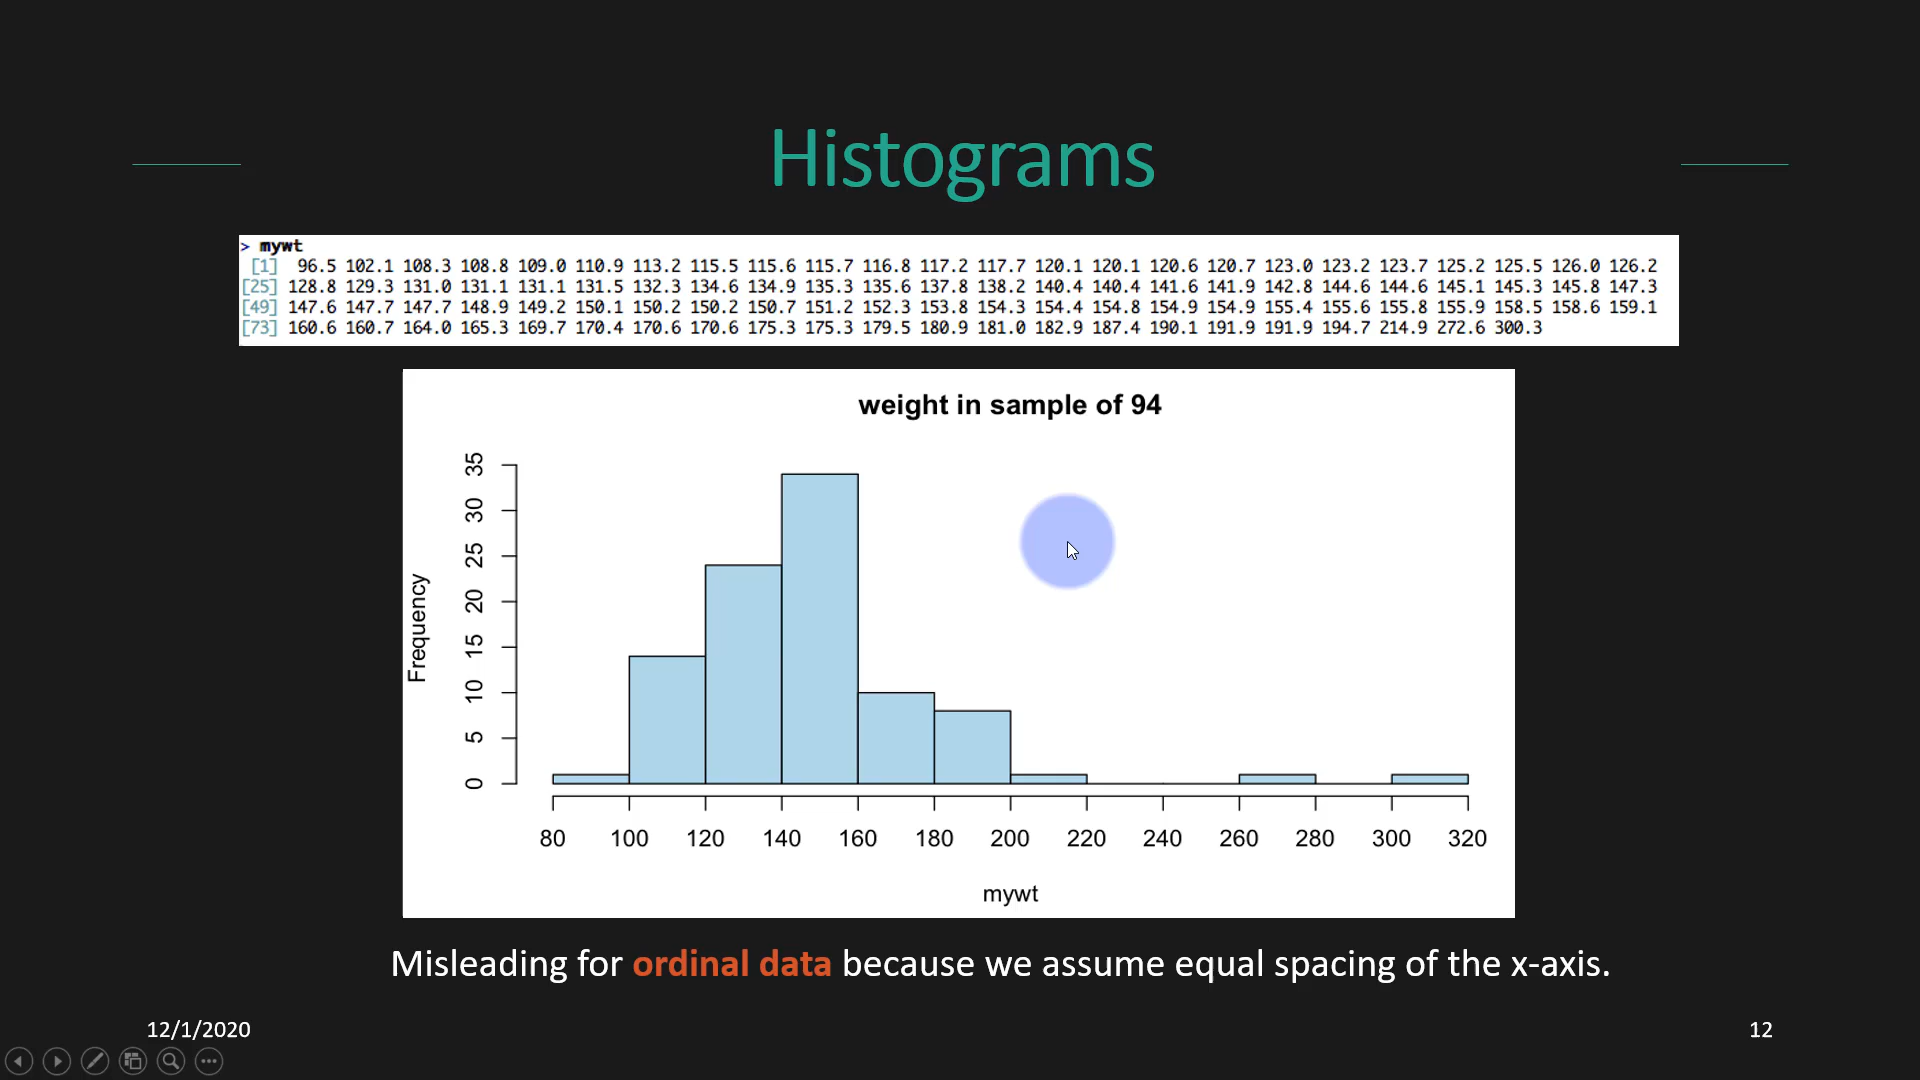 Histograms
> mywt
[1] 96.5 102.1 108.3 108.8 109.0 110.9 113.2 115.5 115.6 115.7 116.8 117.2 117.7 120.1 120.1 120.6 120.7 123.0 123.2 123.7 125.2 125.5 126.0 126.2
[25] 128.8 129.3 131.0 131.1 131.1 131.5 132.3 134.6 134.9 135.3 135.6 137.8 138.2 140.4 140.4 141.6 141.9 142.8 144.6 144.6 145.1 145.3 145.8 147.3
[49] 147.6 147.7 147.7 148.9 149.2 150.1 150.2 150.2 150.7 151.2 152.3 153.8 154.3 154.4 154.8 154.9 154.9 155.4 155.6 155.8 155.9 158.5 158.6 159.1
[73] 160.6 160.7 164.0 165.3 169.7 170.4 170.6 170.6 175.3 175.3 179.5 180.9 181.0 182.9 187.4 190.1 191.9 191.9 194.7 214.9 272.6 300.3
weight in sample of 94
Frequency
35
30
25
20
15
10
5
0
80 100 120 140 160 180 200 220 240 260 280 300 320
mywt
Misleading for ordinal data because we assume equal spacing of the x-axis.
12/1/2020
12